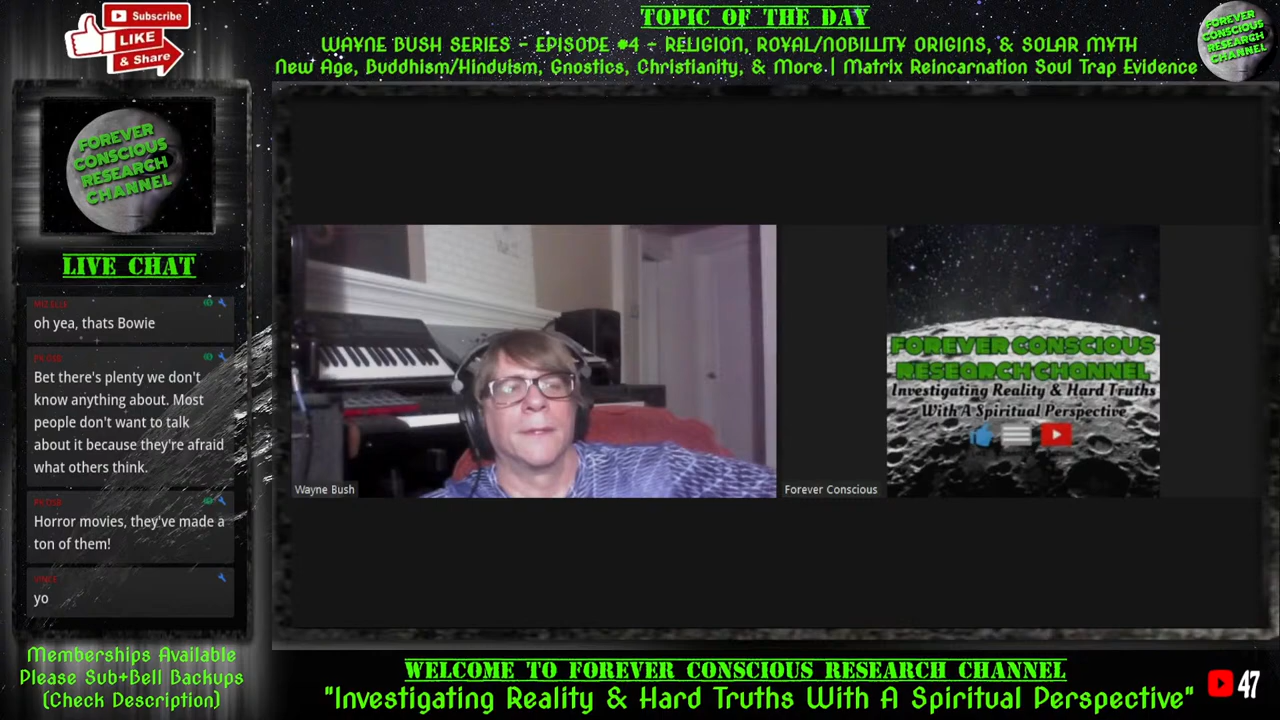 Subscribe
LIKE
& Share
TOPIC OF THE DAY
WAYNE BUSH SERIES - EPISODE #4 - RELIGION, ROYAL/NOBILLITY ORIGINS, & SOLAR MYTH
New Age, Buddhism/Hinduism, Gnostics, Christianity, & More | Matrix Reincarnation Soul Trap Evidence
FOREVER
CONSCIOUS
RESEARCH
CHANNEL
FOREVER
CONSCIOUS
RESEARCH
CHANNEL
LIVE CHAT
oh yea, thats Bowie
Bet there's plenty we don't
know anything about. Most
people don't want to talk
about it because they're afraid
what others think.
Horror movies, they've made a
ton of them!
VINCE
yo
Wayne Bush
FOREVER CONSCIOUS
RESEARCH CHANNEL
Investigating Reality & Hard Truths
With A Spiritual Perspective
Forever Conscious
Memberships Available
Please Sub+Bell Backups
(Check Description)
WELCOME TO FOREVER CONSCIOUS RESEARCH CHANNEL
"Investigating Reality & Hard Truths With A Spiritual Perspective"
47